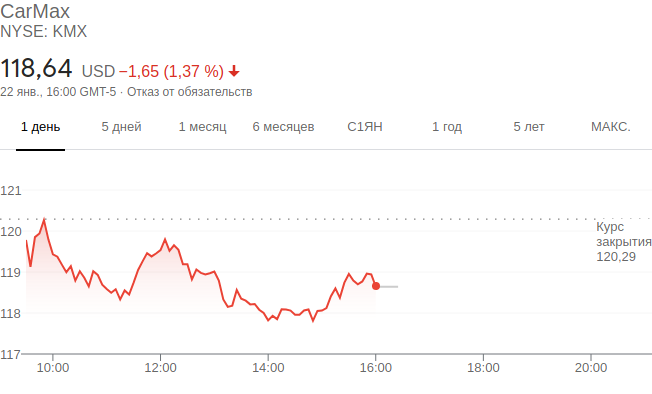 CarMax
NYSE: KMX
118,64 USD −1,65 (1,37 %)
22 янв., 16:00 GMT-5 · Отказ от обязательств
1 день 5 дней 1 месяц 6 месяцев С1ЯН 1 год 5 лет МАКС.
121
120
Курс
закрытия
120,29
119
118
117
10:00 12:00 14:00 16:00 18:00 20:00